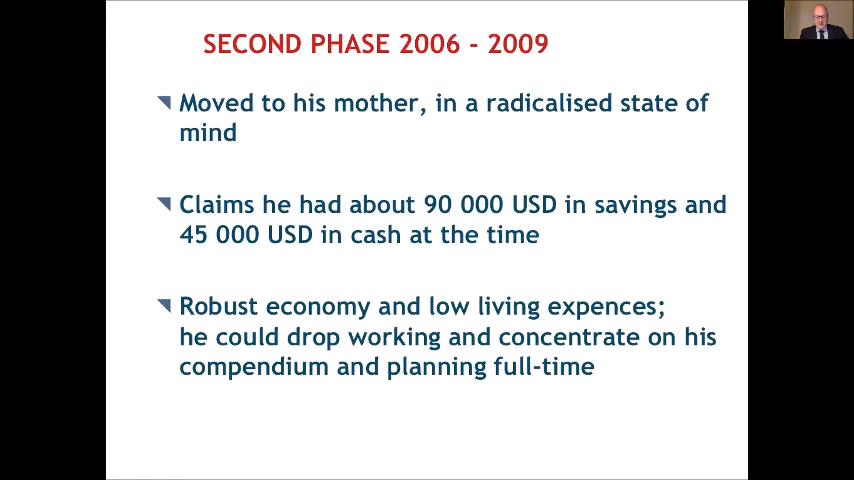 SECOND PHASE 2006 - 2009
Moved to his mother, in a radicalised state of
mind
Claims he had about 90 000 USD in savings and
45 000 USD in cash at the time
Robust economy and low living expences;
he could drop working and concentrate on his
compendium and planning full-time